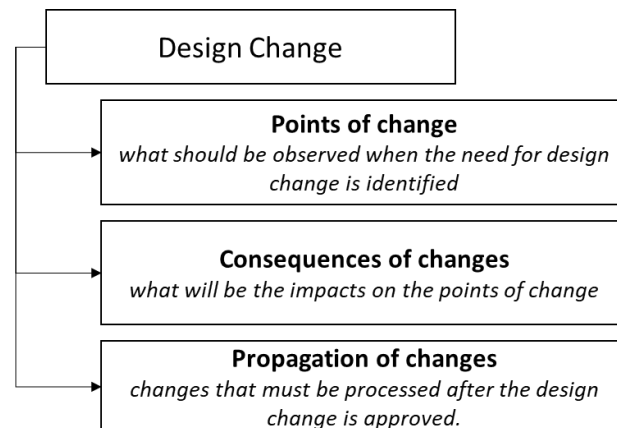 Design Change
Points of change
what should be observed when the need for design
change is identified
Consequences of changes
what will be the impacts on the points of change
Propagation of changes
changes that must be processed after the design
change is approved.